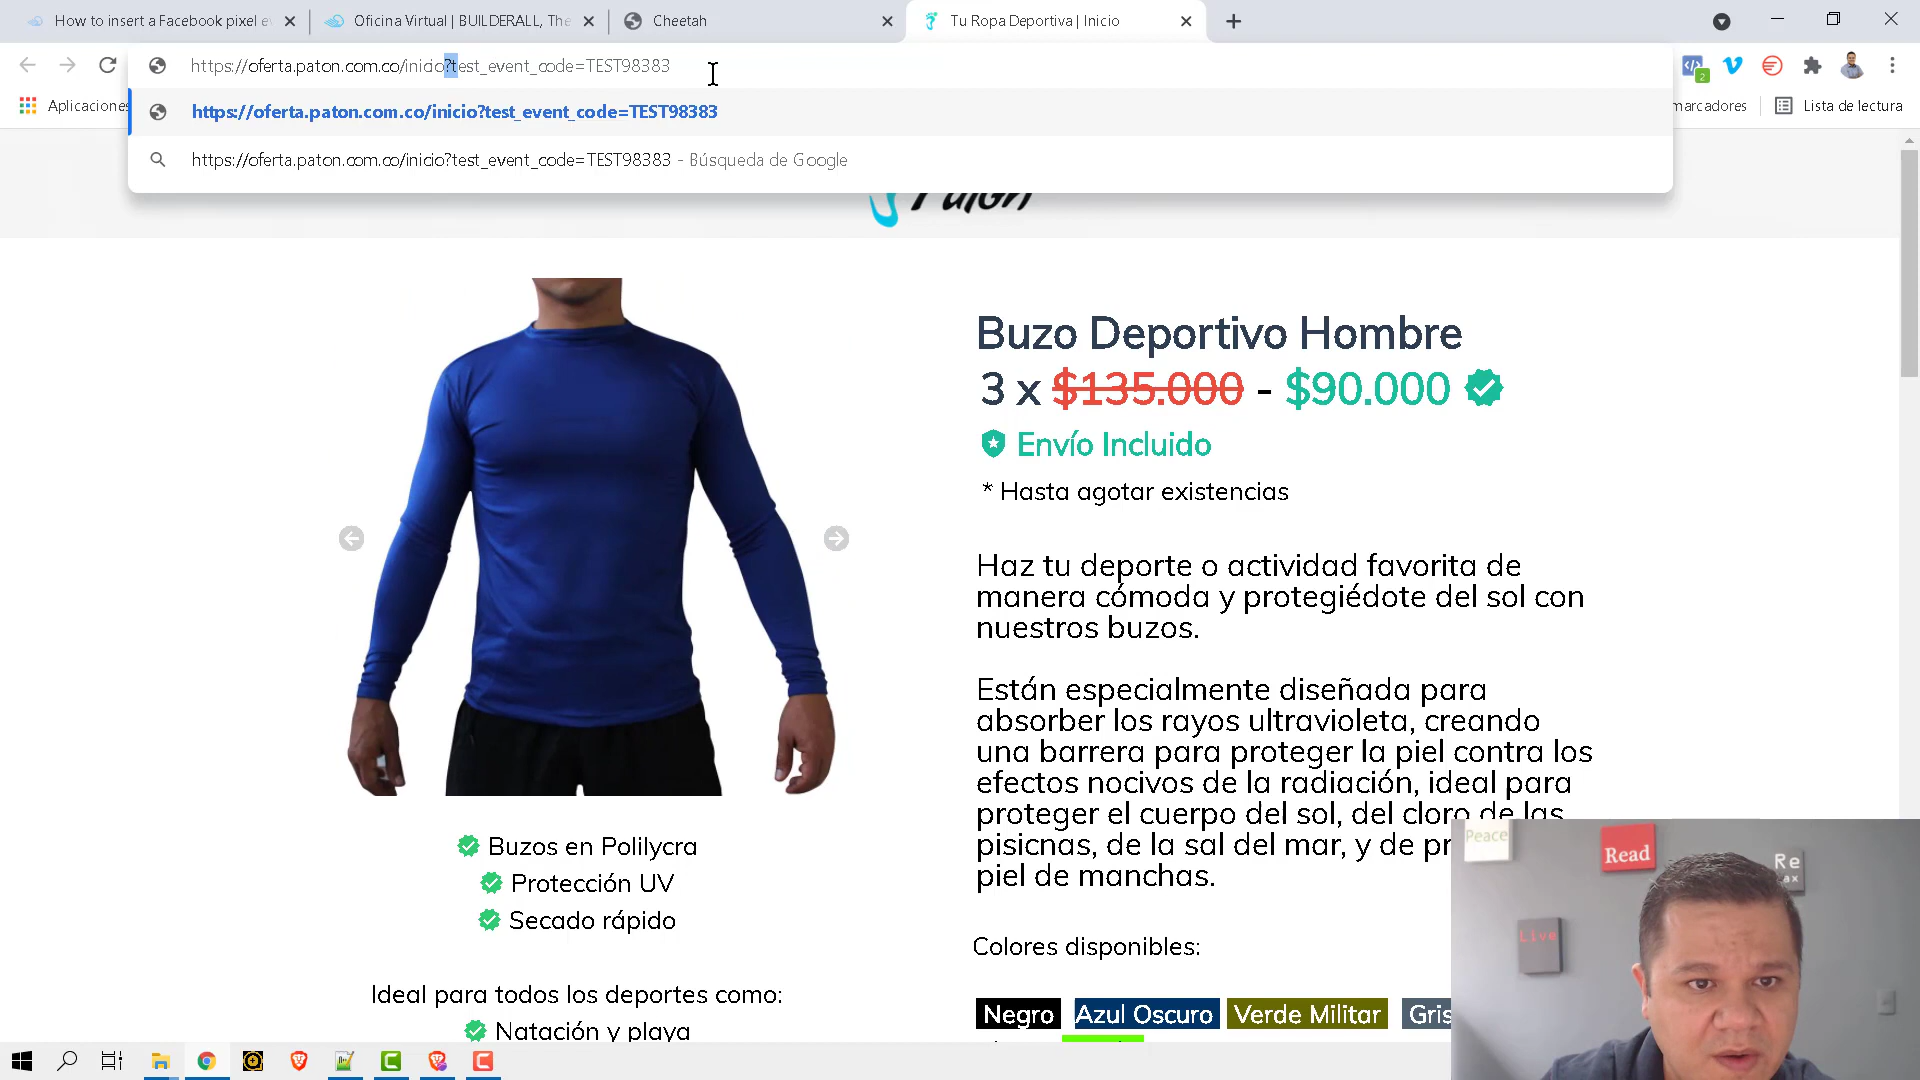 How to insert a Facebook pixel e
Oficina Virtual | BUILDERALL, The
Cheetah
Tu Ropa Deportiva | Inicio
https://oferta.paton.com.co/inicio?test_event_code=TEST98383
2
Aplicaciones
https://oferta.paton.com.co/inicio?test_event_code=TEST98383
marcadores
Lista de lectura
https://oferta.paton.com.co/inicio?test_event_code=TEST98383 - Búsqueda de Google
Paton
Buzo Deportivo Hombre
3 x $135.000 - $90.000
Envío Incluido
* Hasta agotar existencias
Haz tu deporte o actividad favorita de
manera cómoda y protegiédote del sol con
nuestros buzos.
Están especialmente diseñada para
absorber los rayos ultravioleta, creando
una barrera para proteger la piel contra los
efectos nocivos de la radiación, ideal para
proteger el cuerpo del sol, del cloro de las
pisicnas, de la sal del mar, y de pr
piel de manchas.
Buzos en Polilycra
Protección UV
Secado rápido
Colores disponibles:
Ideal para todos los deportes como:
Negro Azul Oscuro Verde Militar Gris
Natación y playa
Peace
Read
Re
ax
Live